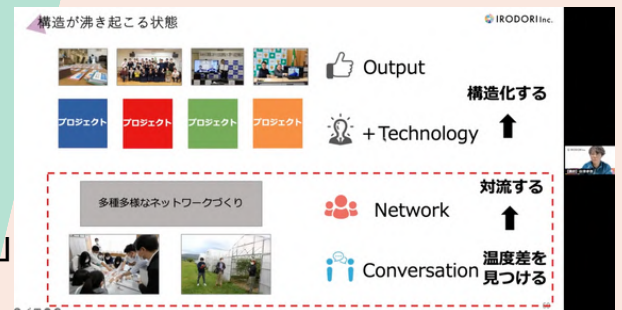 構造が沸き起こる状態
IRODORI Inc.
Output
構造化する
プロジェクト
プロジェクト
プロジェクト
プロジェクト
+Technology
対流する
多種多様なネットワークづくり
Network
Conversation
温度差を
見つける
」